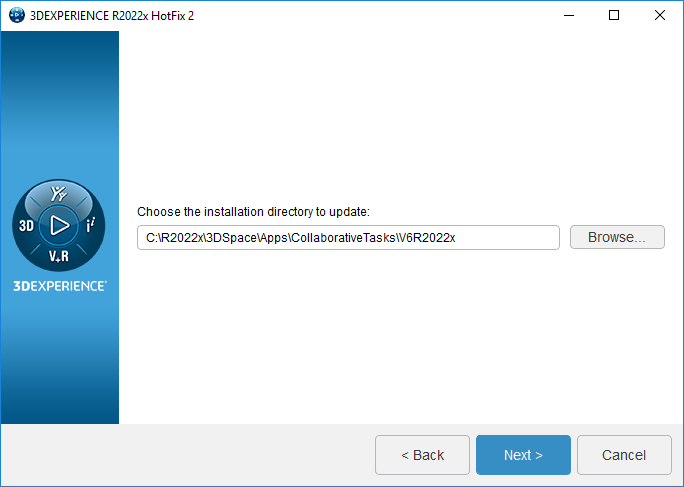 3DEXPERIENCE R2022x HotFix 2
3D
i i
V+R
3DEXPERIENCE
Choose the installation directory to update:
C:\R2022x\3DSpace\Apps\CollaborativeTasks\V6R2022x
Browse...
< Back
Next >
Cancel